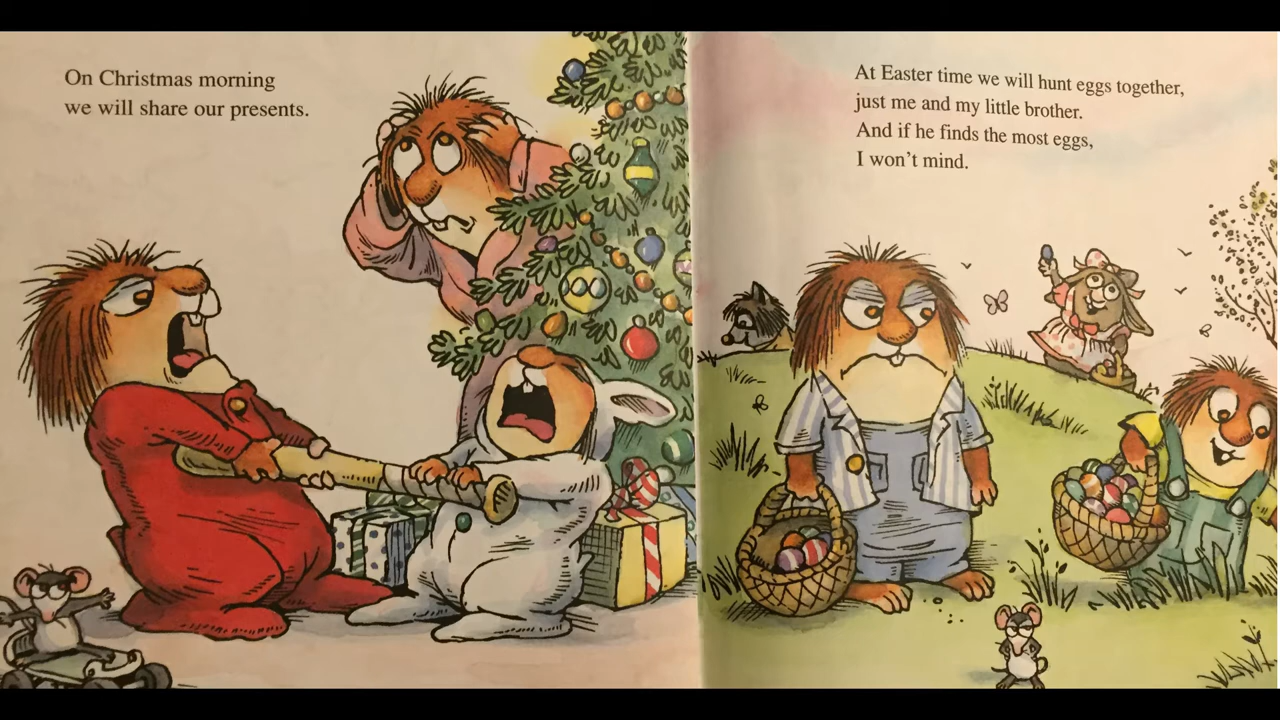 On Christmas morning
we will share our presents.
At Easter time we will hunt eggs together,
just me and my little brother.
And if he finds the most eggs,
I won't mind.